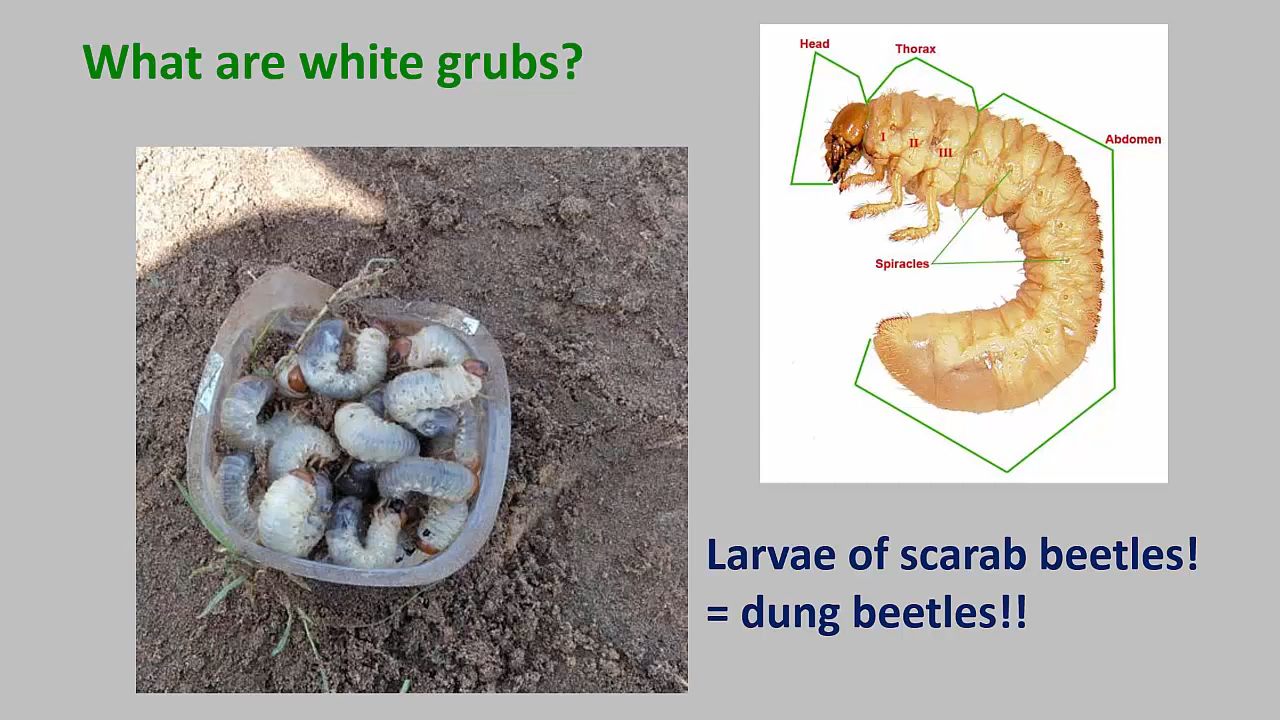 What are white grubs?
Head
Thorax
Abdomen
I
II
III
Spiracles
Larvae of scarab beetles!
= dung beetles!!